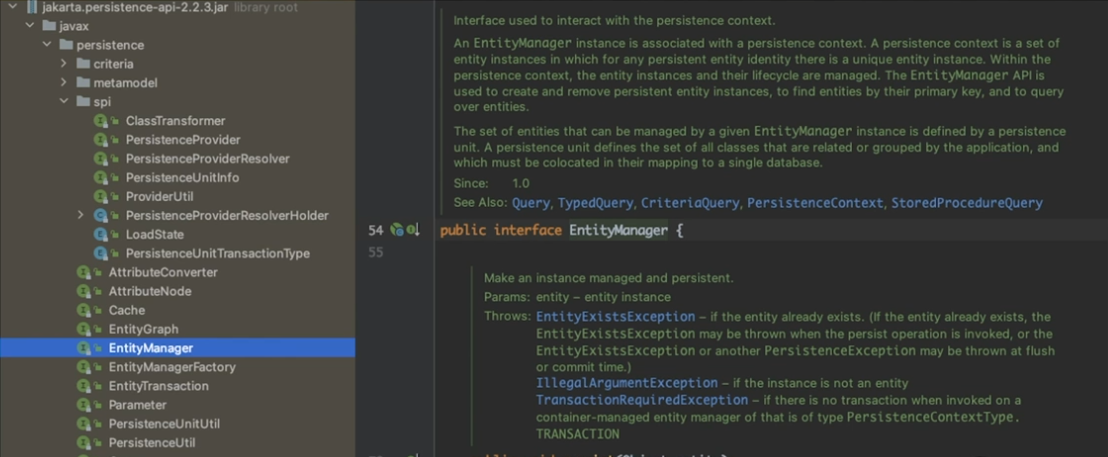 jakarta.persistence-api-2.2.3.jar library root
javax
persistence
criteria
metamodel
spi
ClassTransformer
PersistenceProvider
PersistenceProviderResolver
PersistenceUnitInfo
ProviderUtil
PersistenceProviderResolverHolder
LoadState
PersistenceUnitTransactionType
AttributeConverter
AttributeNode
Cache
EntityGraph
EntityManager
EntityManagerFactory
EntityTransaction
Parameter
PersistenceUnitUtil
PersistenceUtil
Interface used to interact with the persistence context.
An EntityManager instance is associated with a persistence context. A persistence context is a set of
entity instances in which for any persistent entity identity there is a unique entity instance. Within the
persistence context, the entity instances and their lifecycle are managed. The EntityManager API is
used to create and remove persistent entity instances, to find entities by their primary key, and to query
over entities.
The set of entities that can be managed by a given EntityManager instance is defined by a persistence
unit. A persistence unit defines the set of all classes that are related or grouped by the application, and
which must be colocated in their mapping to a single database.
Since: 1.0
See Also: Query, TypedQuery, CriteriaQuery, PersistenceContext, StoredProcedureQuery
54 public interface EntityManager {
55
Make an instance managed and persistent.
Params: entity – entity instance
Throws: EntityExistsException – if the entity already exists. (If the entity already exists, the
EntityExistsException may be thrown when the persist operation is invoked, or the
EntityExistsException or another PersistenceException may be thrown at flush
or commit time.)
IllegalArgumentException – if the instance is not an entity
TransactionRequiredException – if there is no transaction when invoked on a
container-managed entity manager of that is of type PersistenceContextType.
TRANSACTION